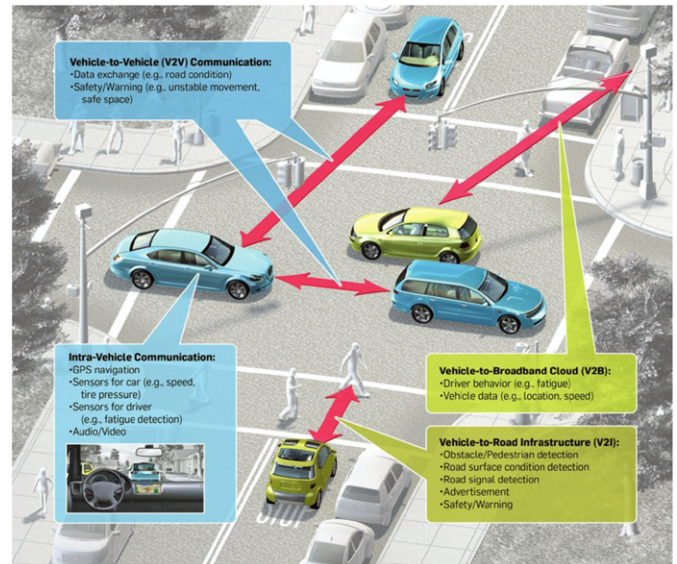 Vehicle-to-Vehicle (V2V) Communication:
•Data exchange (e.g., road condition)
•Safety/Warning (e.g., unstable movement,
safe space)
Intra-Vehicle Communication:
•GPS navigation
•Sensors for car (e.g., speed,
tire pressure)
•Sensors for driver
(e.g., fatigue detection)
•Audio/Video
Vehicle-to-Broadband Cloud (V2B):
•Driver behavior (e.g., fatigue)
•Vehicle data (e.g., location, speed)
Vehicle-to-Road Infrastructure (V2I):
•Obstacle/Pedestrian detection
•Road surface condition detection
•Road signal detection
•Advertisement
•Safety/Warning